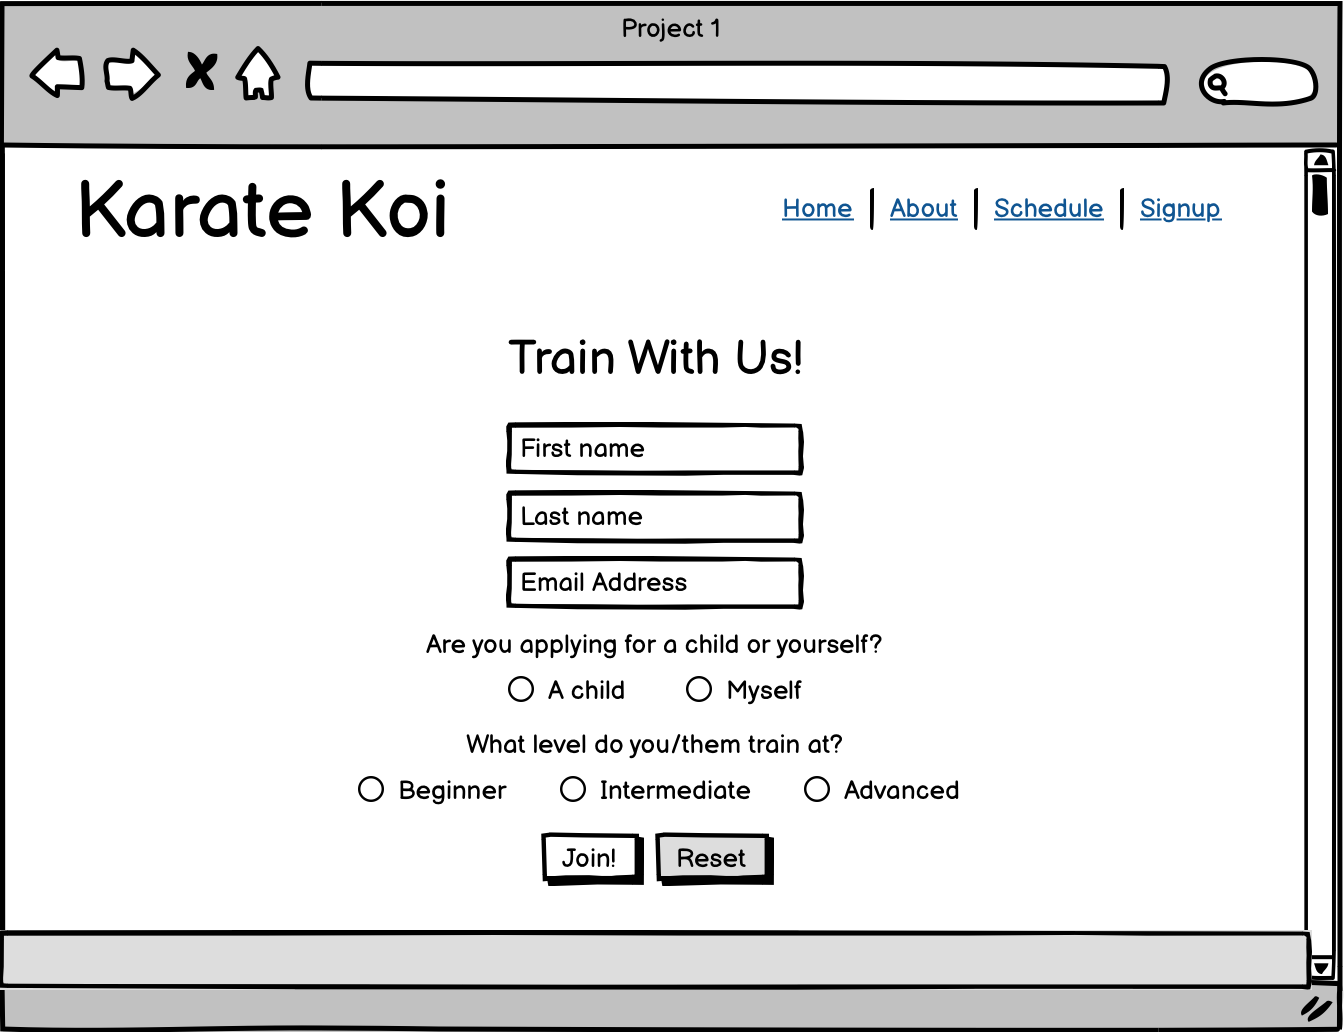 Project 1
Karate Koi
Home About Schedule Signup
Train With Us!
First name
Last name
Email Address
Are you applying for a child or yourself?
A child Myself
What level do you/them train at?
Beginner Intermediate Advanced
Join! Reset